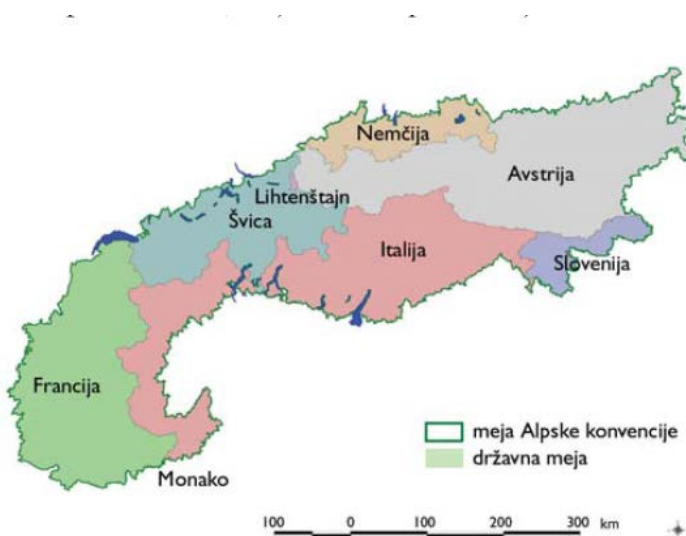 Nemčija
Avstrija
Lihtenštajn
Švica
Italija
Slovenija
Francija
meja Alpske konvencije
državna meja
Monako
100 0 100 200 300 km